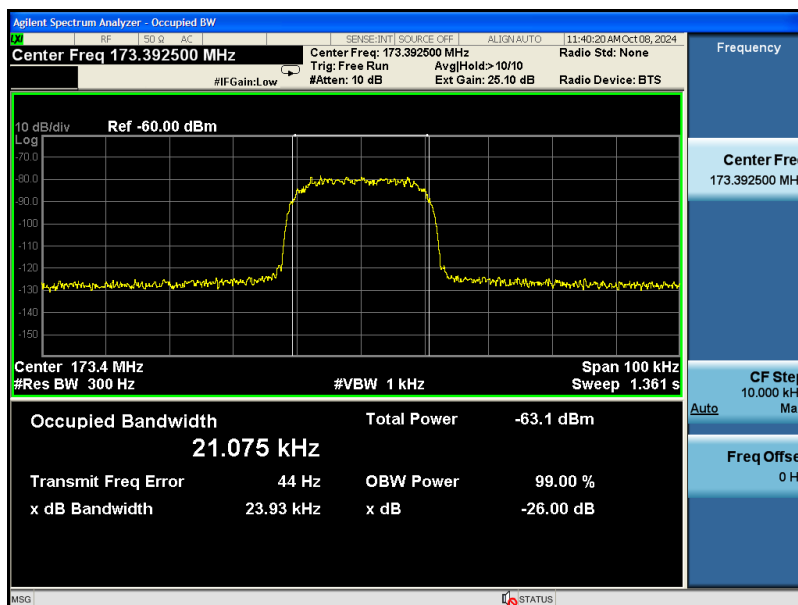 Agilent Spectrum Analyzer - Occupied BW
LXI RF 50 Ω AC SENSE:INT SOURCE OFF ALIGN AUTO 11:40:20 AM Oct 08, 2024
Center Freq 173.392500 MHz
Center Freq: 173.392500 MHz Radio Std: None
Trig: Free Run Avg|Hold:> 10/10
#IFGain:Low #Atten: 10 dB Ext Gain: 25.10 dB Radio Device: BTS
10 dB/div Ref -60.00 dBm
Log
-70.0
-80.0
-90.0
-100
-110
-120
-130
-140
-150
Center 173.4 MHz Span 100 kHz
#Res BW 300 Hz #VBW 1 kHz Sweep 1.361 s
Occupied Bandwidth Total Power -63.1 dBm
21.075 kHz
Transmit Freq Error 44 Hz OBW Power 99.00 %
x dB Bandwidth 23.93 kHz x dB -26.00 dB
Frequency
Center Fre
173.392500 MH
CF Ste
10.000 kH
Auto Ma
Freq Offse
0 H
MSG STATUS